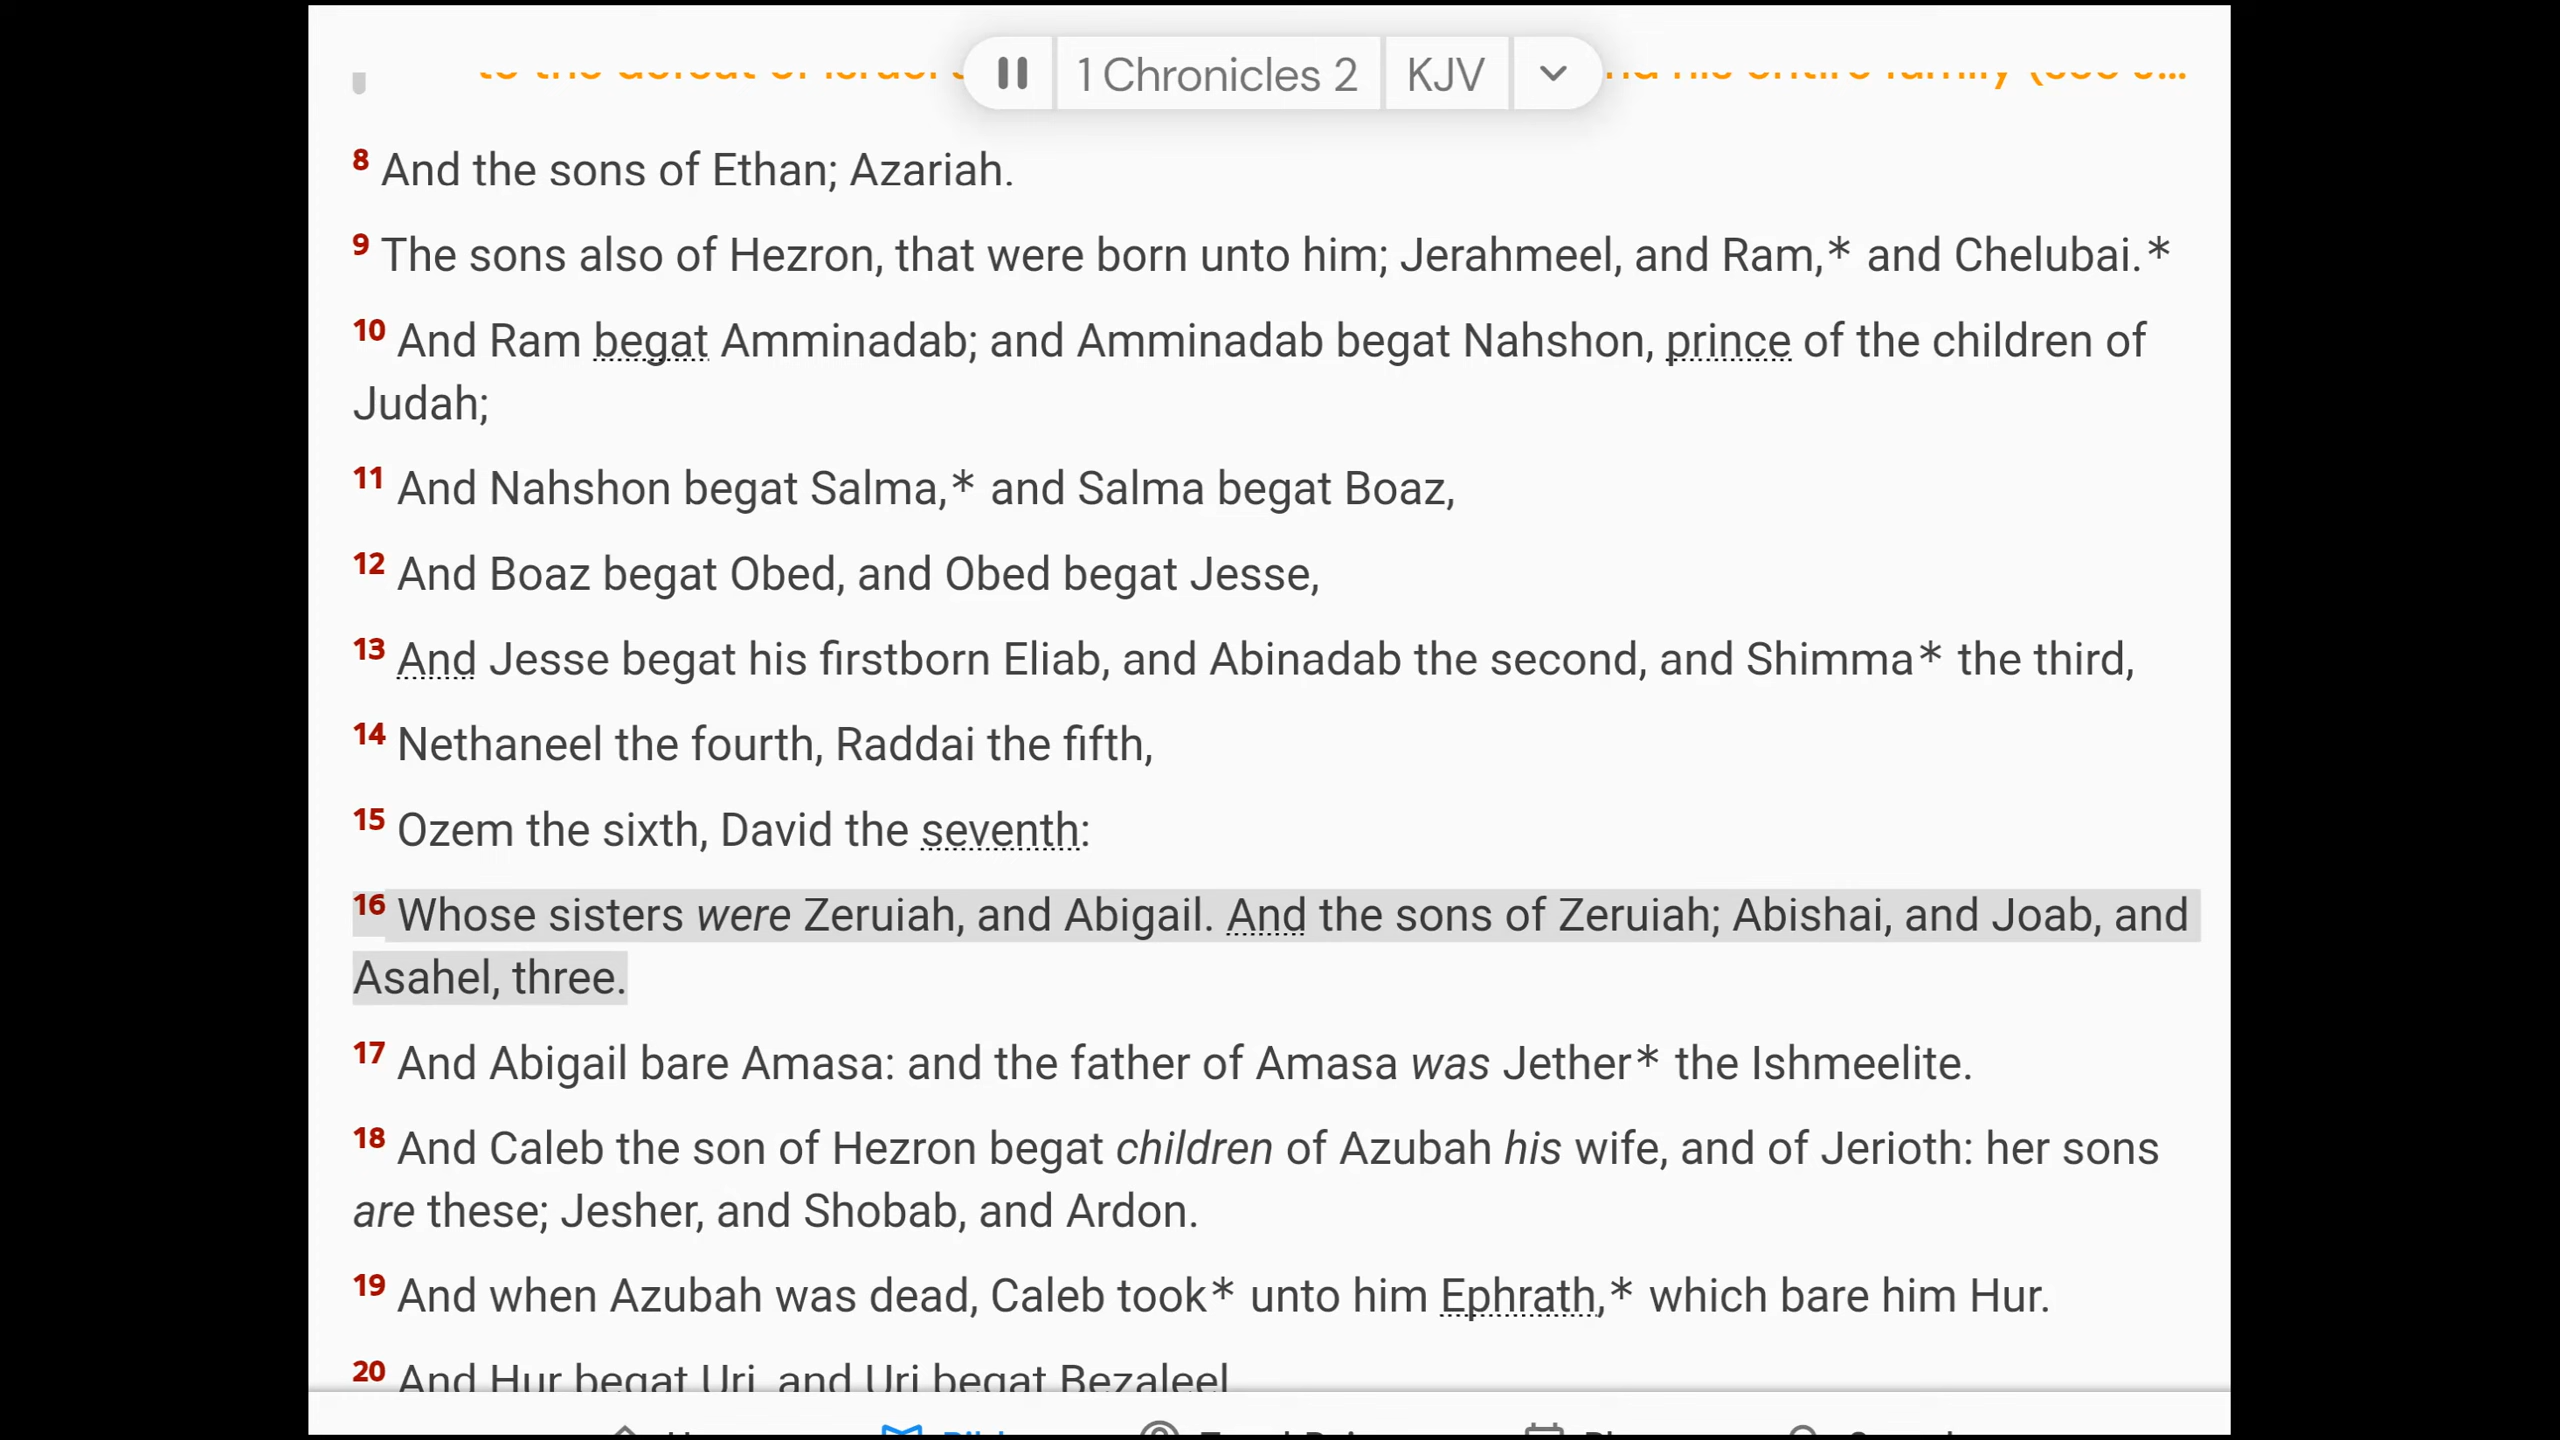 1 Chronicles 2 KJV
8 And the sons of Ethan; Azariah.
9 The sons also of Hezron, that were born unto him; Jerahmeel, and Ram,* and Chelubai.*
10 And Ram begat Amminadab; and Amminadab begat Nahshon, prince of the children of
Judah;
11 And Nahshon begat Salma,* and Salma begat Boaz,
12 And Boaz begat Obed, and Obed begat Jesse,
13 And Jesse begat his firstborn Eliab, and Abinadab the second, and Shimma* the third,
14 Nethaneel the fourth, Raddai the fifth,
15 Ozem the sixth, David the seventh:
16 Whose sisters were Zeruiah, and Abigail. And the sons of Zeruiah; Abishai, and Joab, and
Asahel, three.
17 And Abigail bare Amasa: and the father of Amasa was Jether* the Ishmeelite.
18 And Caleb the son of Hezron begat children of Azubah his wife, and of Jerioth: her sons
are these; Jesher, and Shobab, and Ardon.
19 And when Azubah was dead, Caleb took* unto him Ephrath,* which bare him Hur.
20 And Hur begat Uri, and Uri begat Bezaleel